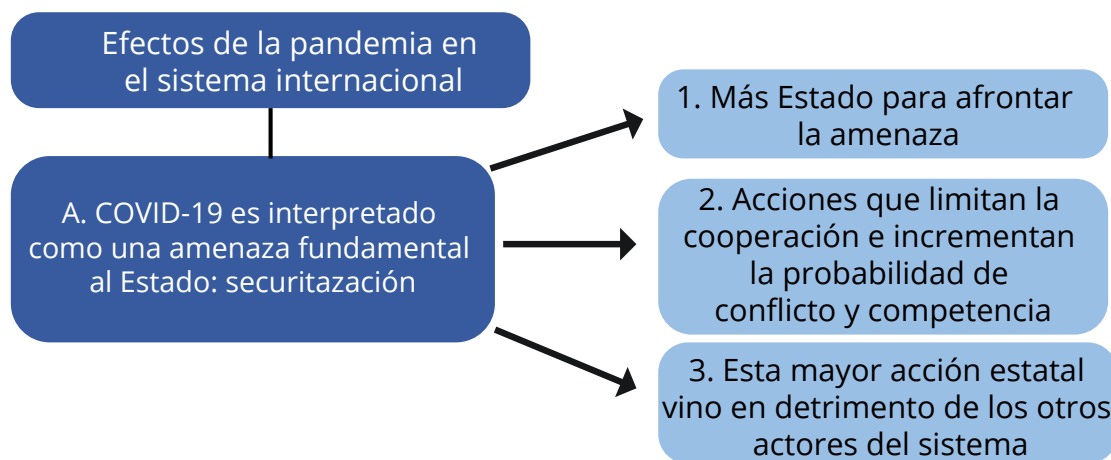 Efectos de la pandemia en
el sistema internacional
A. COVID-19 es interpretado
como una amenaza fundamental
al Estado: securitazación
1. Más Estado para afrontar
la amenaza
2. Acciones que limitan la
cooperación e incrementan
la probabilidad de
conflicto y competencia
3. Esta mayor acción estatal
vino en detrimento de los otros
actores del sistema